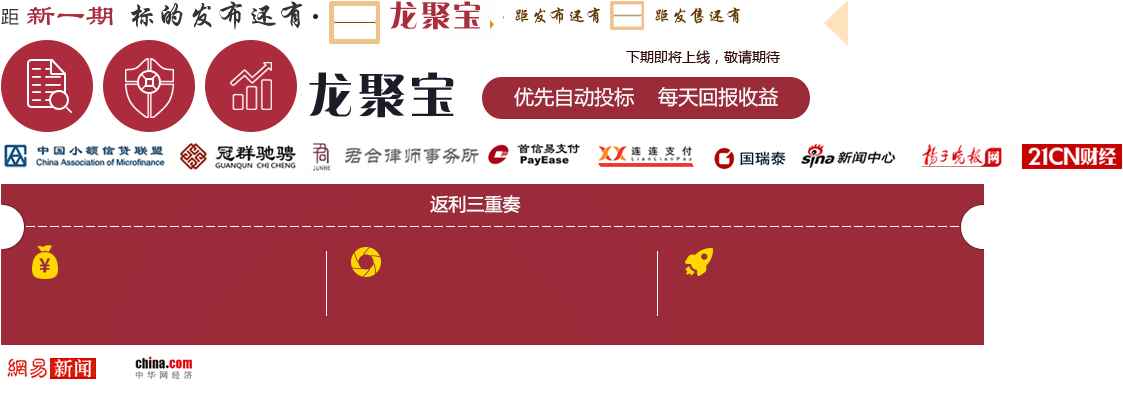 距 新一期 标的发布还有· 龙聚宝 距发布还有 距发售还有
下期即将上线，敬请期待
龙聚宝
优先自动投标 每天回报收益
中国小额信贷联盟
China Association of Microfinance
冠群驰骋
GUANQUN CHI CHENG
君合
JUNHE
君合律师事务所
首信易支付
PayEase
连连支付
LianLianPay
国瑞泰
sina 新闻中心
扬子晚报网
21CN财经
返利三重奏
¥
網易新闻
china.com
中华网经济